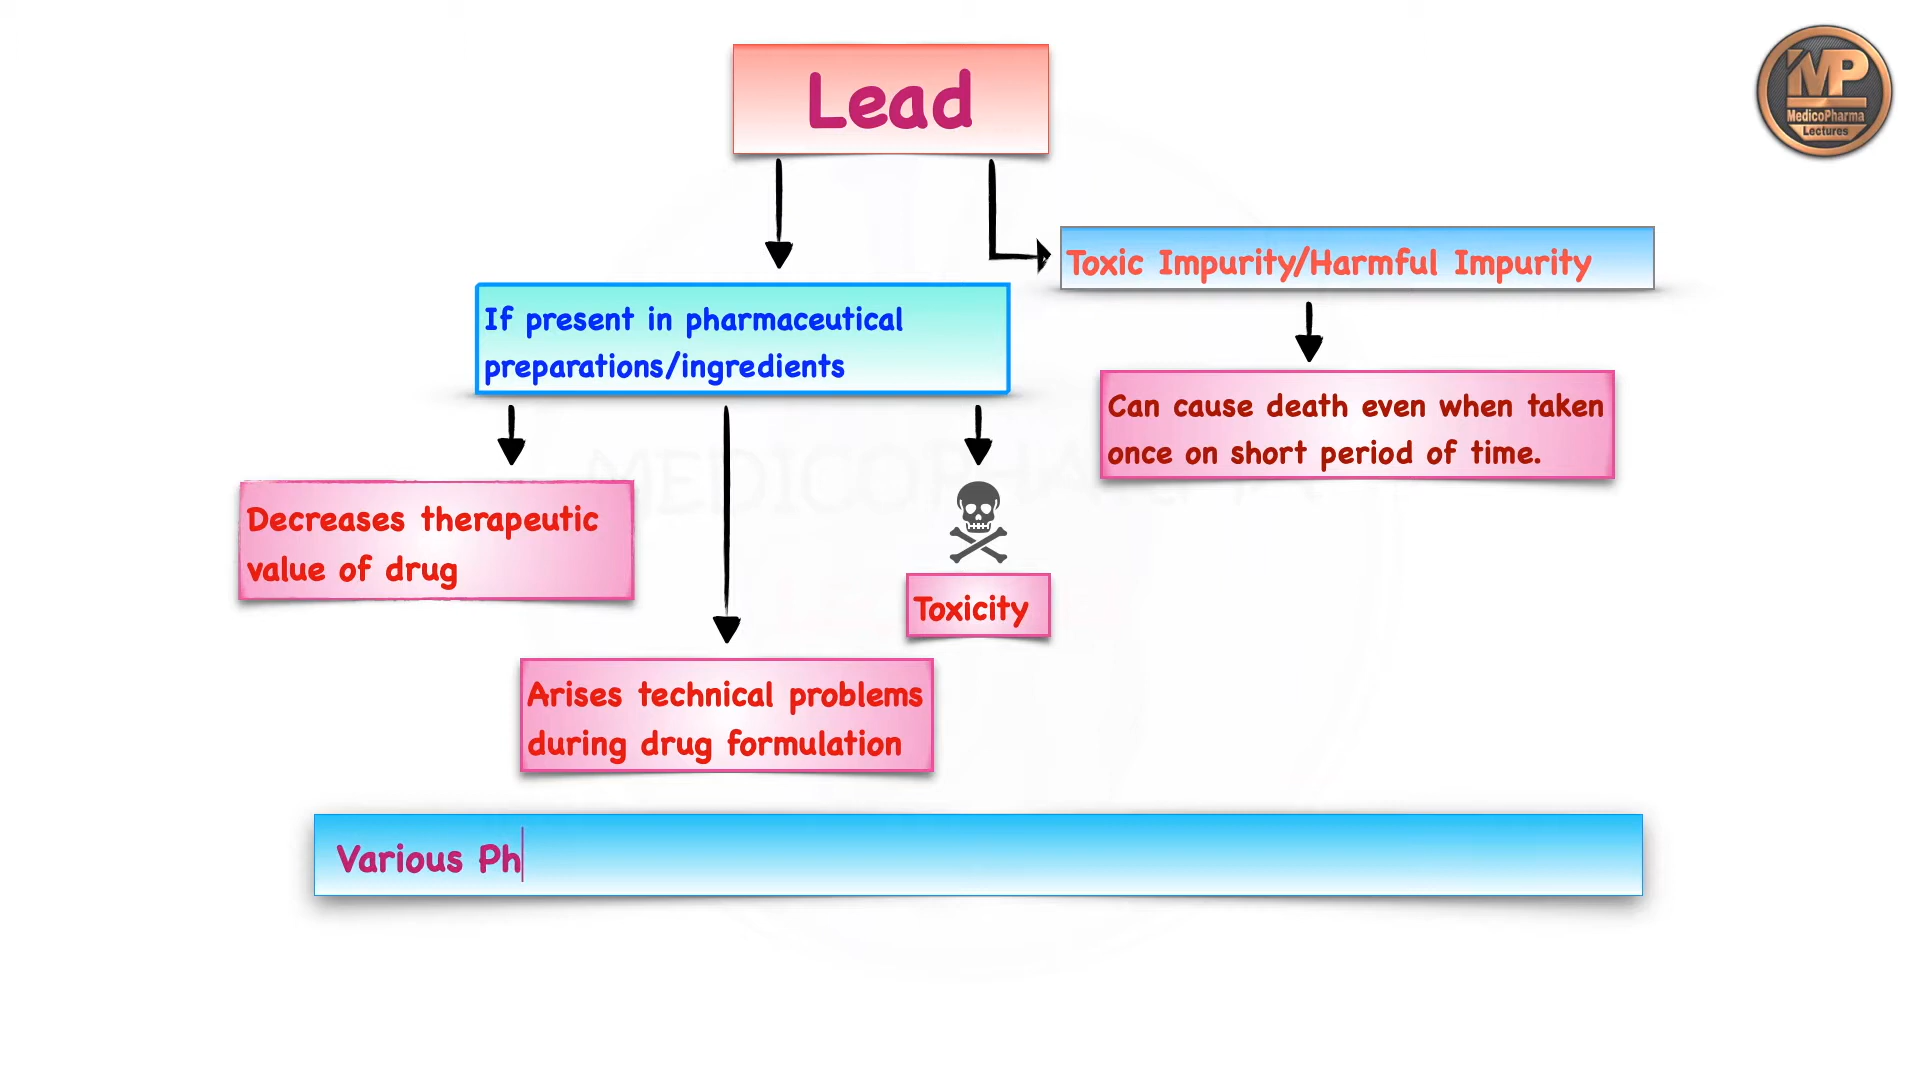 Lead
MP
MedicoPharma
Lectures
Toxic Impurity/Harmful Impurity
If present in pharmaceutical
preparations/ingredients
Can cause death even when taken
once on short period of time.
MEDICOPHARMA
Decreases therapeutic
value of drug
Toxicity
Arises technical problems
during drug formulation
Various Ph